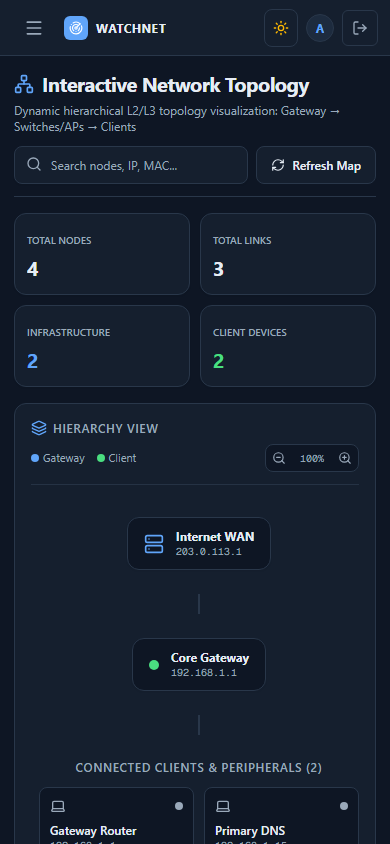 WATCHNET
A
Interactive Network Topology
Dynamic hierarchical L2/L3 topology visualization: Gateway →
Switches/APs → Clients
Search nodes, IP, MAC...
Refresh Map
TOTAL NODES
4
TOTAL LINKS
3
INFRASTRUCTURE
2
CLIENT DEVICES
2
HIERARCHY VIEW
Gateway
Client
100%
Internet WAN
203.0.113.1
Core Gateway
192.168.1.1
CONNECTED CLIENTS & PERIPHERALS (2)
Gateway Router
Primary DNS